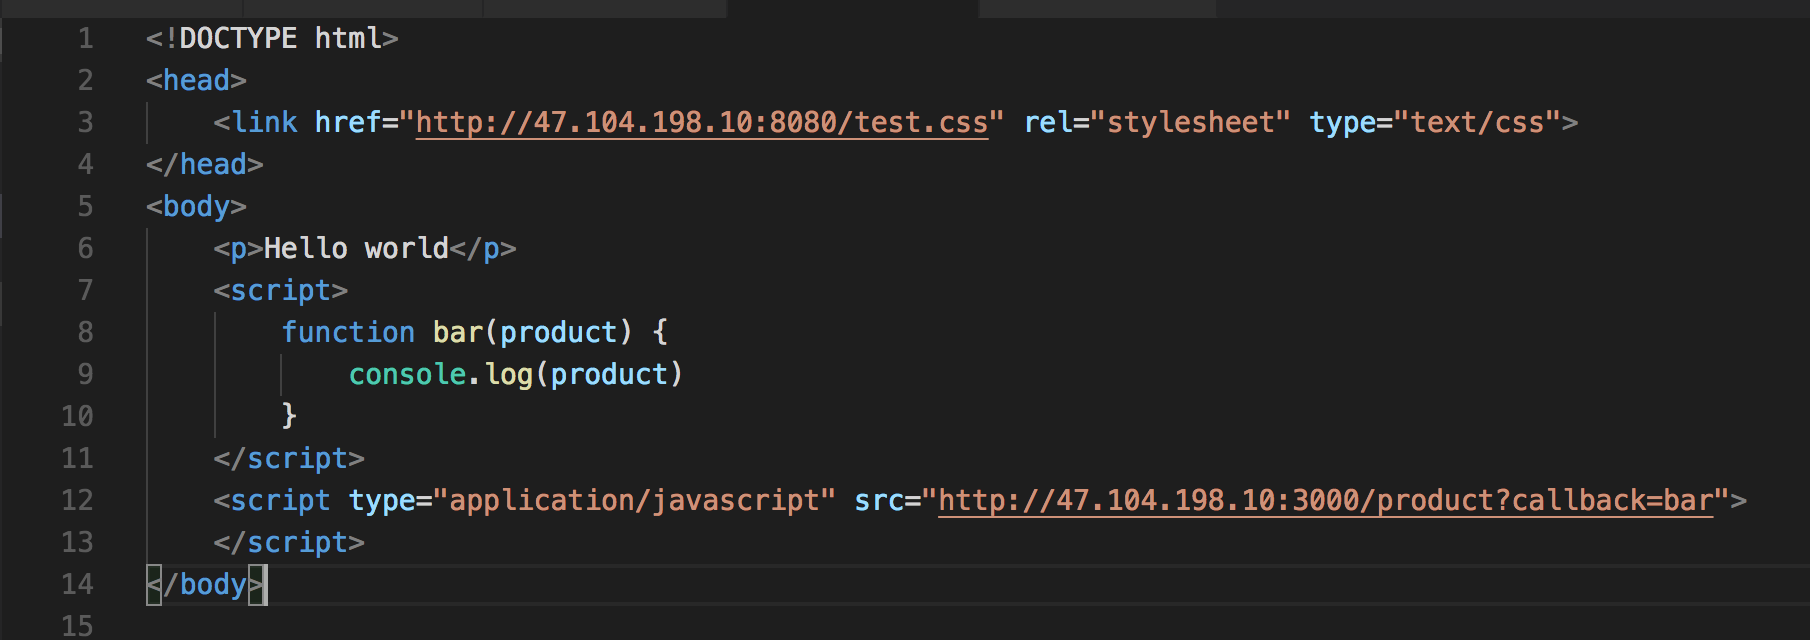 1 <!DOCTYPE html>
2 <head>
3     <link href="http://47.104.198.10:8080/test.css" rel="stylesheet" type="text/css">
4 </head>
5 <body>
6     <p>Hello world</p>
7     <script>
8         function bar(product) {
9             console.log(product)
10         }
11     </script>
12     <script type="application/javascript" src="http://47.104.198.10:3000/product?callback=bar">
13     </script>
14 </body>
15